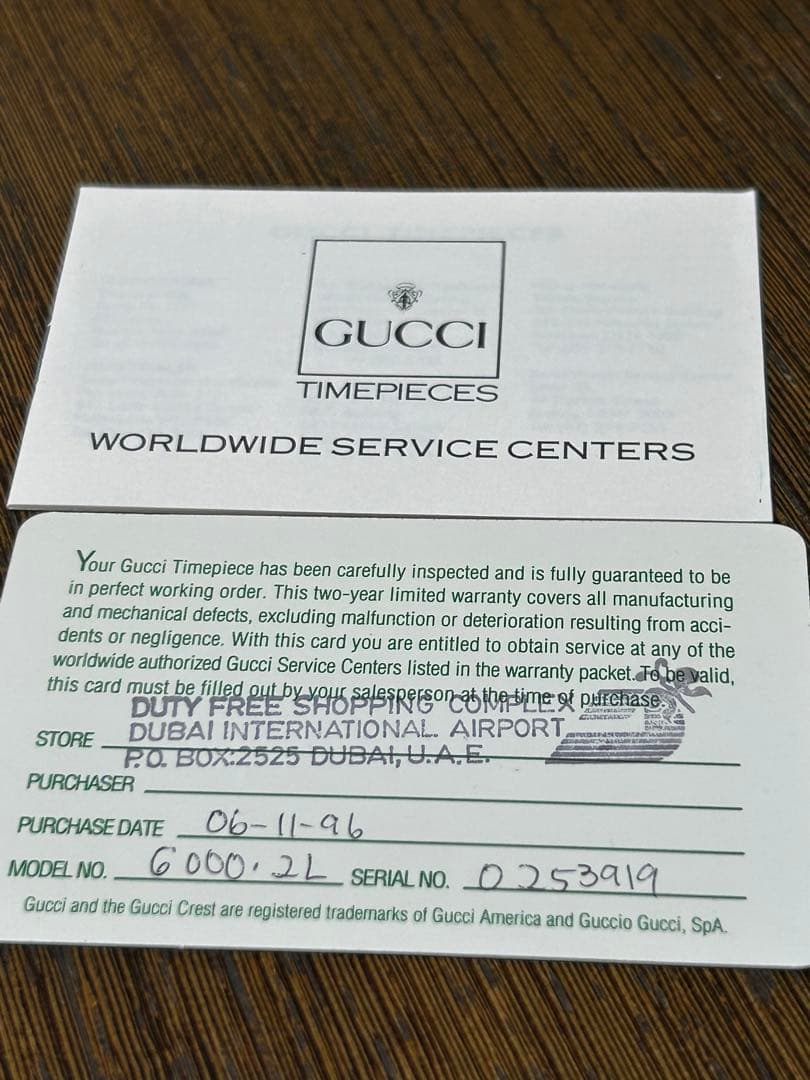 GUCCI
TIMEPIECES
WORLDWIDE SERVICE CENTERS
Your Gucci Timepiece has been carefully inspected and is fully guaranteed to be
in perfect working order. This two-year limited warranty covers all manufacturing
and mechanical defects, excluding malfunction or deterioration resulting from acci-
dents or negligence. With this card you are entitled to obtain service at any of the
worldwide authorized Gucci Service Centers listed in the warranty packet. To be valid,
this card must be filled out by your salesperson at the time of purchase.
DUTY FREE SHOPPING COMPLEX
STORE DUBAI INTERNATIONAL AIRPORT
P.O. BOX:2525 DUBAI, U.A.E.
PURCHASER
PURCHASE DATE 06-11-96
MODEL NO. 6000.2L SERIAL NO. 0253919
Gucci and the Gucci Crest are registered trademarks of Gucci America and Guccio Gucci, SpA.